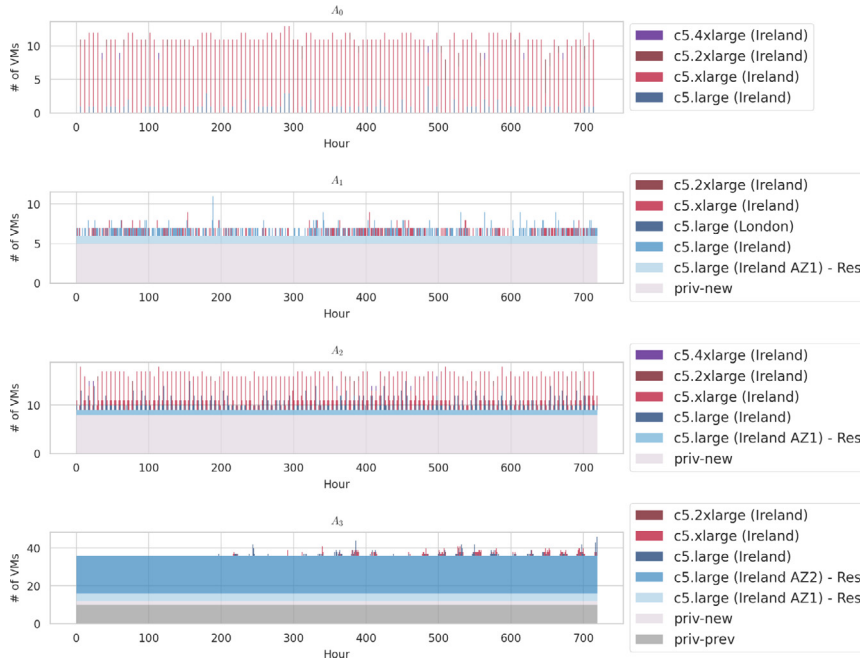 Λ0
# of VMs
10
5
0
0 100 200 300 400 500 600 700
Hour
c5.4xlarge (Ireland)
c5.2xlarge (Ireland)
c5.xlarge (Ireland)
c5.large (Ireland)
Λ1
# of VMs
10
5
0
0 100 200 300 400 500 600 700
Hour
c5.2xlarge (Ireland)
c5.xlarge (Ireland)
c5.large (London)
c5.large (Ireland)
c5.large (Ireland AZ1) - Res
priv-new
Λ2
# of VMs
10
0
0 100 200 300 400 500 600 700
Hour
c5.4xlarge (Ireland)
c5.2xlarge (Ireland)
c5.xlarge (Ireland)
c5.large (Ireland)
c5.large (Ireland AZ1) - Res
priv-new
Λ3
# of VMs
40
20
0
0 100 200 300 400 500 600 700
Hour
c5.2xlarge (Ireland)
c5.xlarge (Ireland)
c5.large (Ireland)
c5.large (Ireland AZ2) - Res
c5.large (Ireland AZ1) - Res
priv-new
priv-prev